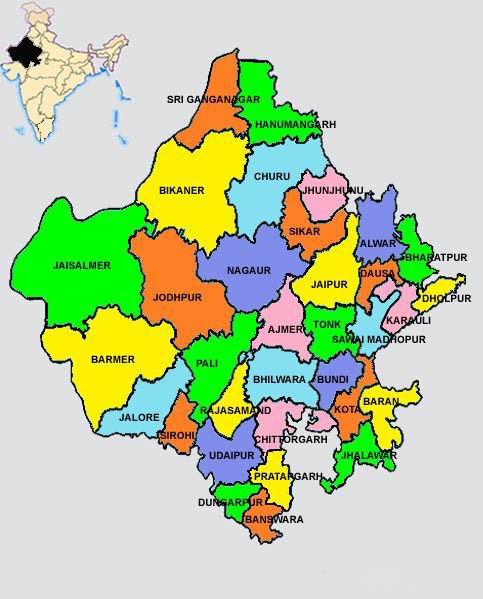 SRI GANGANAGAR
HANUMANGARH
BIKANER
CHURU
JHUNJHUNU
SIKAR
ALWAR
BHARATPUR
JAISALMER
NAGAUR
DAUSA
JODHPUR
JAIPUR
DHOLPUR
KARAULI
AJMER
TONK
SAWAI MADHOPUR
BARMER
PALI
BHILWARA
BUNDI
BARAN
KOTA
JALORE
RAJASAMAND
SIROHI
CHITTORGARH
UDAIPUR
JHALAWAR
PRATAPGARH
DUNGARPUR
BANSWARA